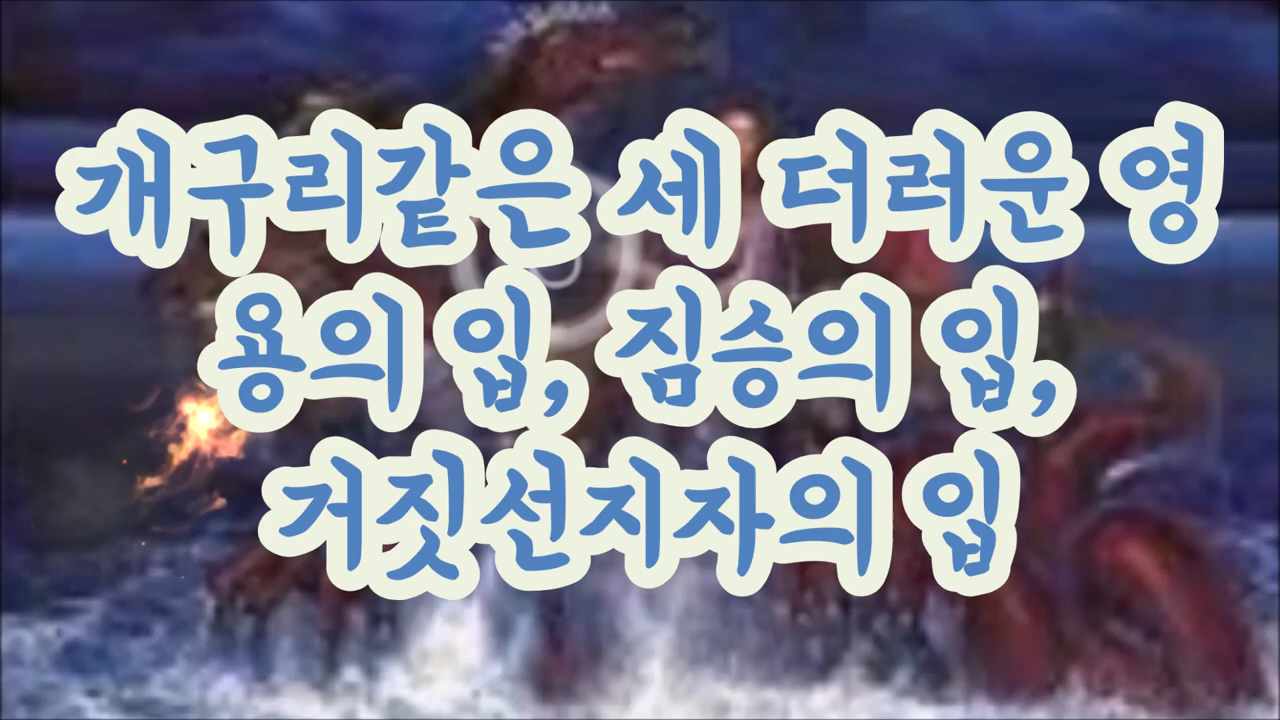 개구리같은 세 더러운 영
용의 입, 짐승의 입,
거짓선지자의 입